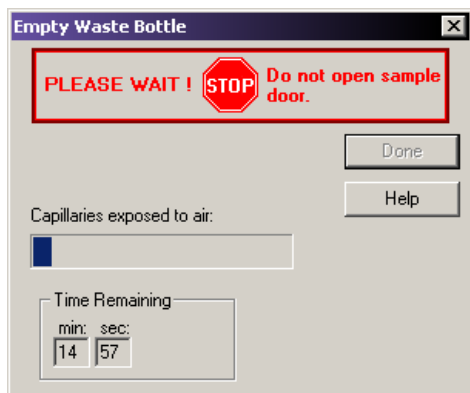 Empty Waste Bottle
PLEASE WAIT ! STOP Do not open sample
door.
Done
Help
Capillaries exposed to air:
Time Remaining
min: sec:
14 57